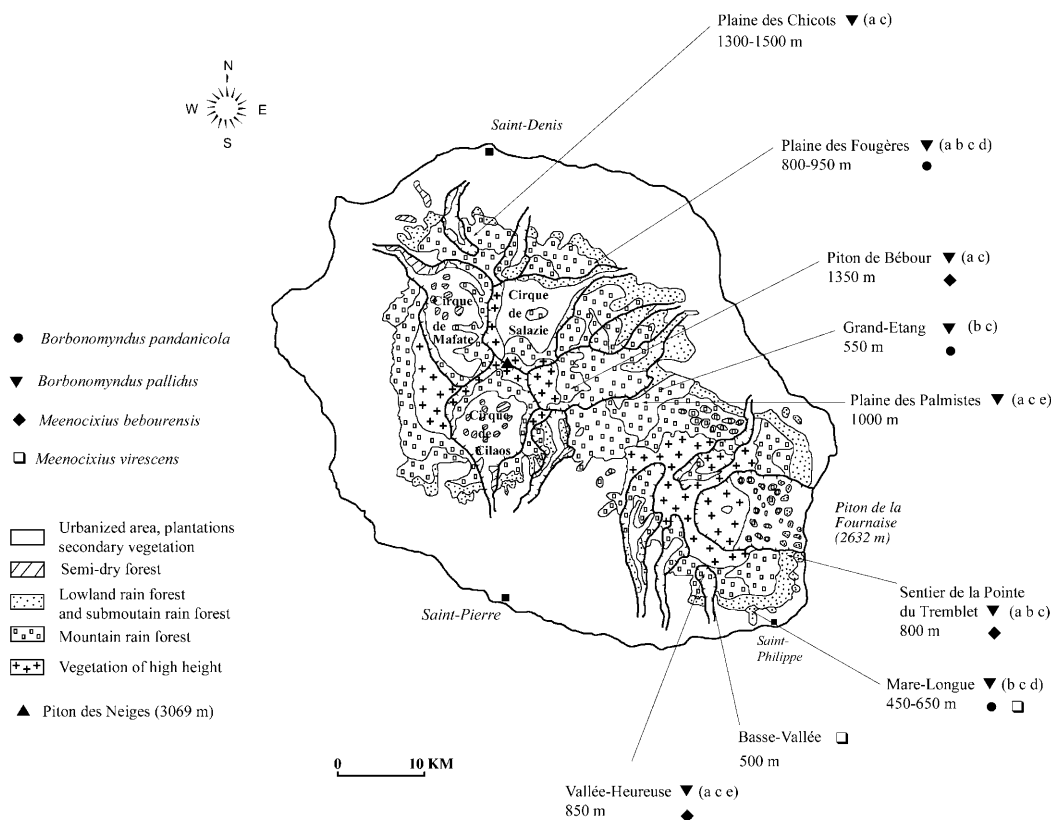 Plaine des Chicots ▼ (a c)
1300-1500 m
N
W E
S
Saint-Denis
Plaine des Fougères ▼ (a b c d)
800-950 m ●
Piton de Bébour ▼ (a c)
1350 m ◆
Cirque
de
Mafate
Cirque
de
Salazie
Grand-Etang ▼ (b c)
550 m ●
● Borbonomyndus pandanicola
▼ Borbonomyndus pallidus
◆ Meenocixius bebourensis
❏ Meenocixius virescens
Plaine des Palmistes ▼ (a c e)
1000 m
Cirque
de
Cilaos
Piton de la
Fournaise
(2632 m)
Urbanized area, plantations
secondary vegetation
Semi-dry forest
Lowland rain forest
and submoutain rain forest
Mountain rain forest
Vegetation of high height
▲ Piton des Neiges (3069 m)
Saint-Pierre
Sentier de la Pointe
du Tremblet ▼ (a b c)
800 m ◆
Saint-
Philippe
Mare-Longue ▼ (b c d)
450-650 m ● ❏
Basse-Vallée ❏
500 m
0 10 KM
Vallée-Heureuse ▼ (a c e)
850 m ◆